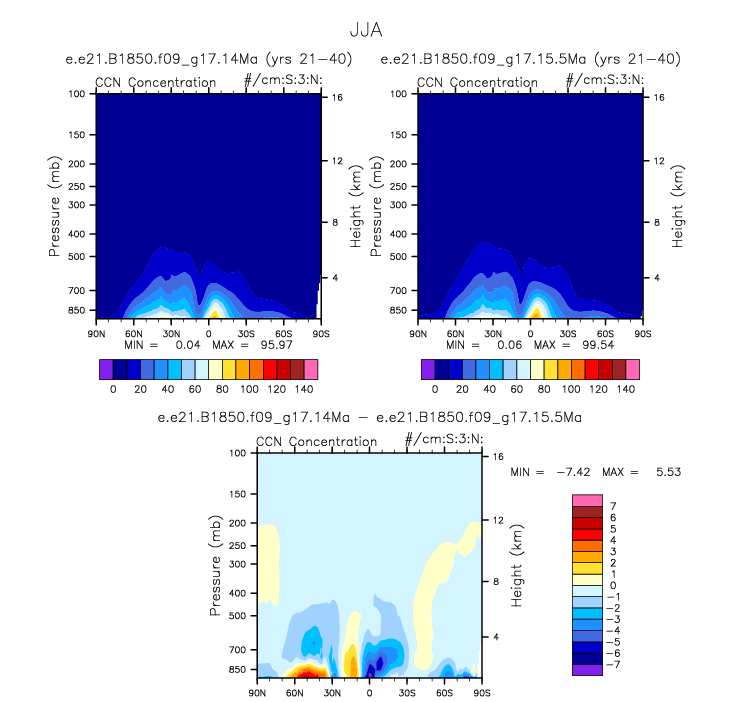 JJA
e.e21.B1850.f09_g17.14Ma (yrs 21-40)
e.e21.B1850.f09_g17.15.5Ma (yrs 21-40)
CCN Concentration #/cm:S:3:N:
CCN Concentration #/cm:S:3:N:
Pressure (mb)
100
150
200
250
300
400
500
700
850
16
12
8
4
Height (km)
90N 60N 30N 0 30S 60S 90S
MIN = 0.04 MAX = 95.97
0 20 40 60 80 100 120 140
Pressure (mb)
100
150
200
250
300
400
500
700
850
16
12
8
4
Height (km)
90N 60N 30N 0 30S 60S 90S
MIN = 0.06 MAX = 99.54
0 20 40 60 80 100 120 140
e.e21.B1850.f09_g17.14Ma - e.e21.B1850.f09_g17.15.5Ma
CCN Concentration #/cm:S:3:N:
Pressure (mb)
100
150
200
250
300
400
500
700
850
16
12
8
4
Height (km)
90N 60N 30N 0 30S 60S 90S
MIN = -7.42 MAX = 5.53
7
6
5
4
3
2
1
0
-1
-2
-3
-4
-5
-6
-7